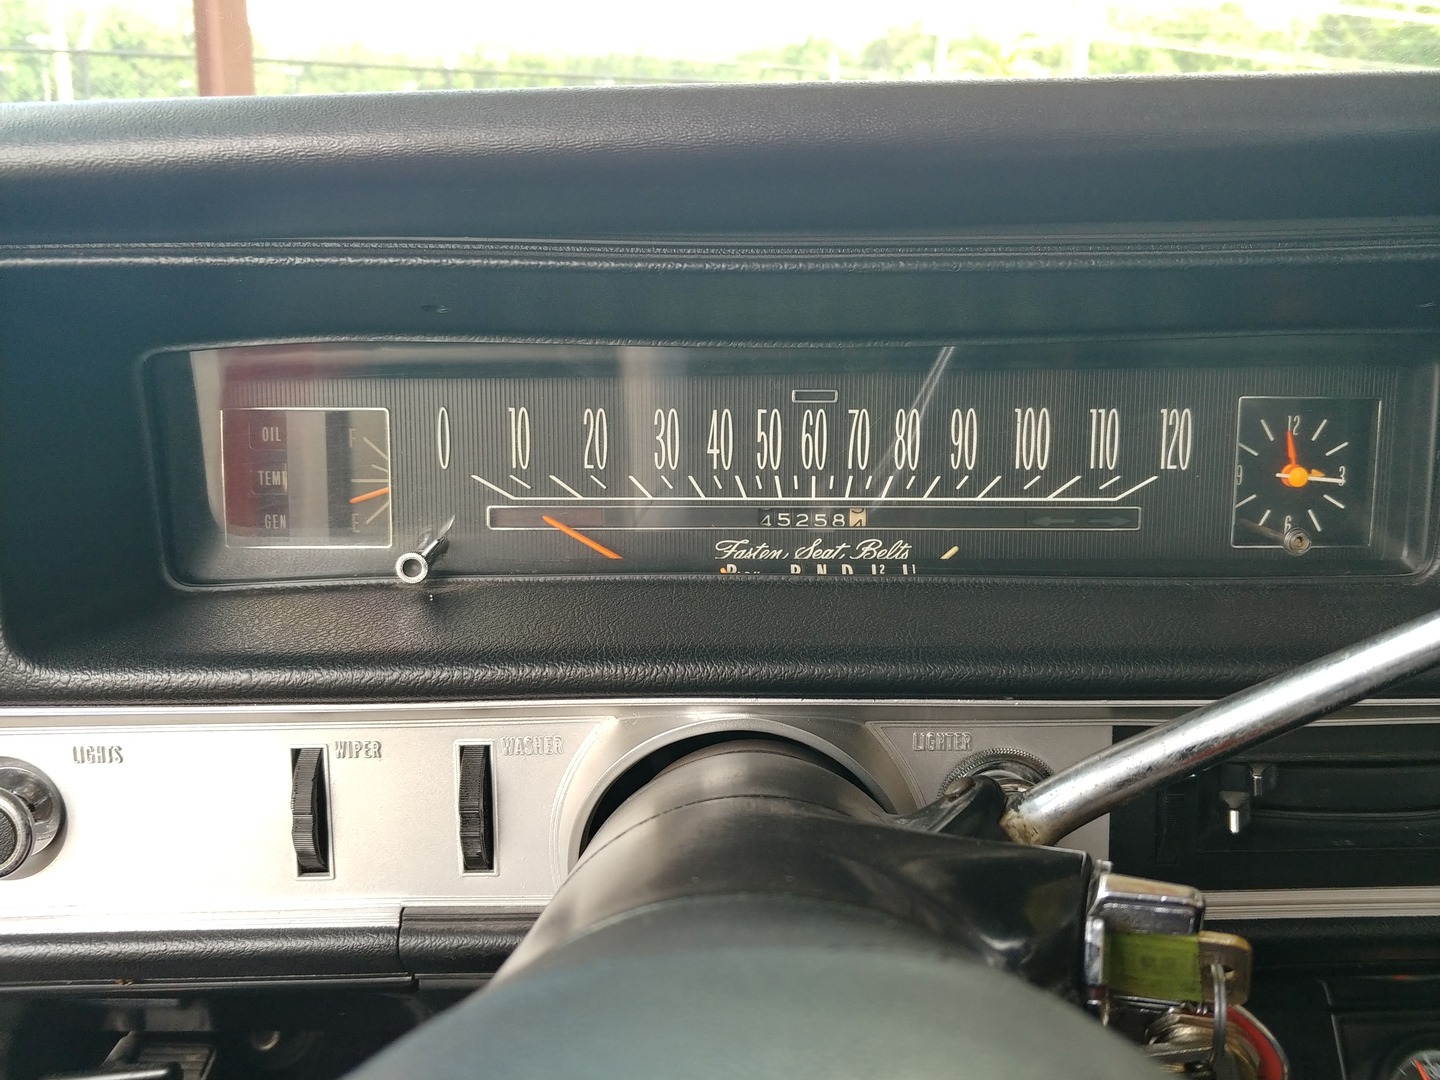 OIL
TEMP
GEN
F
E
0 10 20 30 40 50 60 70 80 90 100 110 120
45258
Fasten Seat Belts
Park R N D L2 L1
12
3
6
9
LIGHTS
WIPER
WASHER
LIGHTER